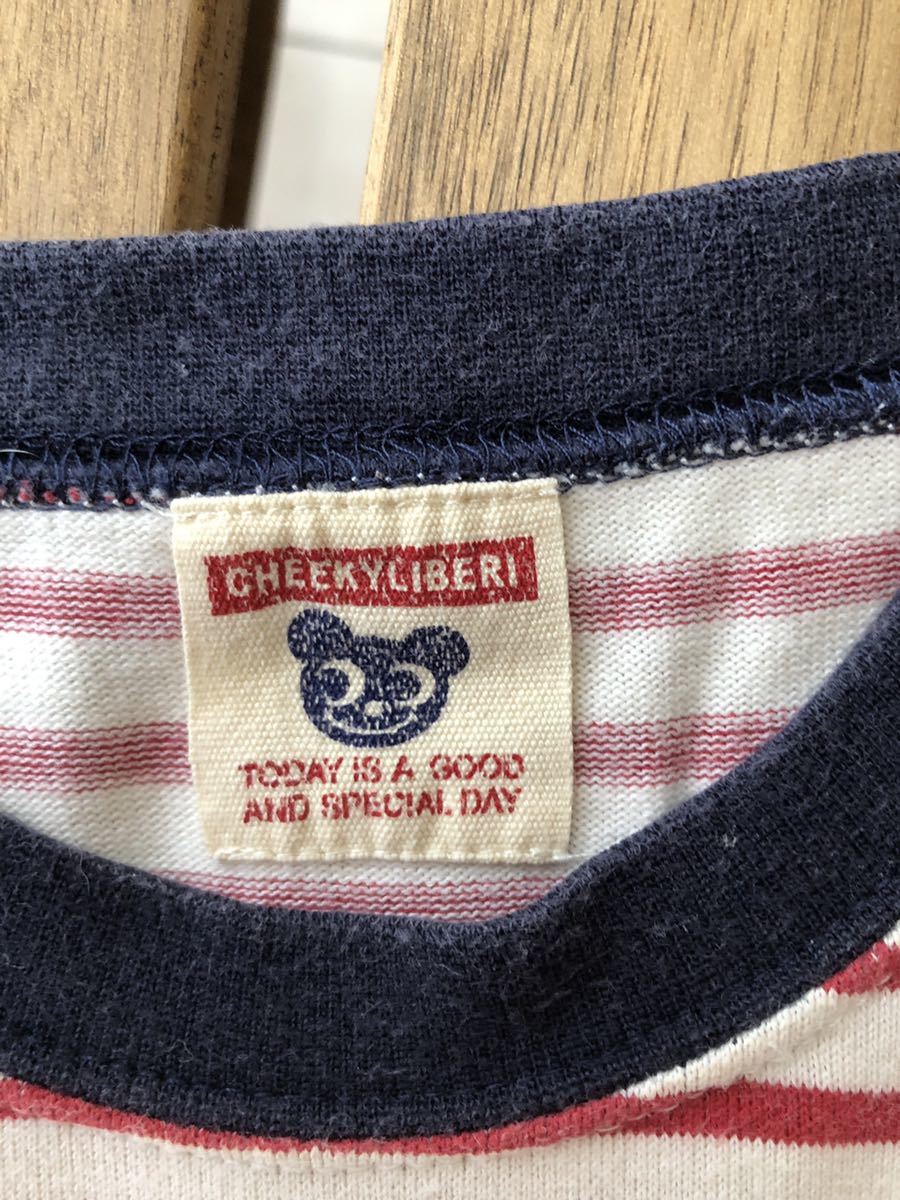 CHEEKYLIBERI
TODAY IS A GOOD
AND SPECIAL DAY